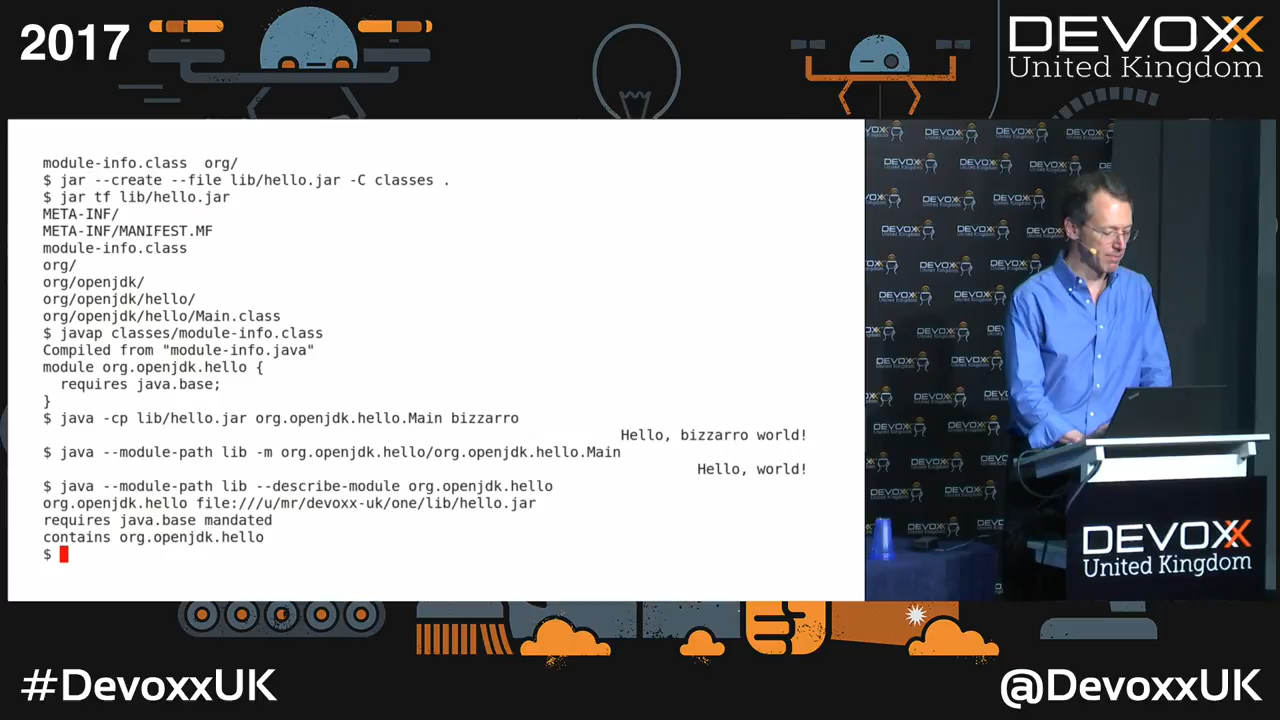 2017
DEVOXX
United Kingdom
module-info.class  org/
$ jar --create --file lib/hello.jar -C classes .
$ jar tf lib/hello.jar
META-INF/
META-INF/MANIFEST.MF
module-info.class
org/
org/openjdk/
org/openjdk/hello/
org/openjdk/hello/Main.class
$ javap classes/module-info.class
Compiled from "module-info.java"
module org.openjdk.hello {
  requires java.base;
}
$ java -cp lib/hello.jar org.openjdk.hello.Main bizzarro
Hello, bizzarro world!
$ java --module-path lib -m org.openjdk.hello/org.openjdk.hello.Main
Hello, world!
$ java --module-path lib --describe-module org.openjdk.hello
org.openjdk.hello file:///u/mr/devoxx-uk/one/lib/hello.jar
requires java.base mandated
contains org.openjdk.hello
$
DEVOXX
United Kingdom
#DevoxxUK
@DevoxxUK